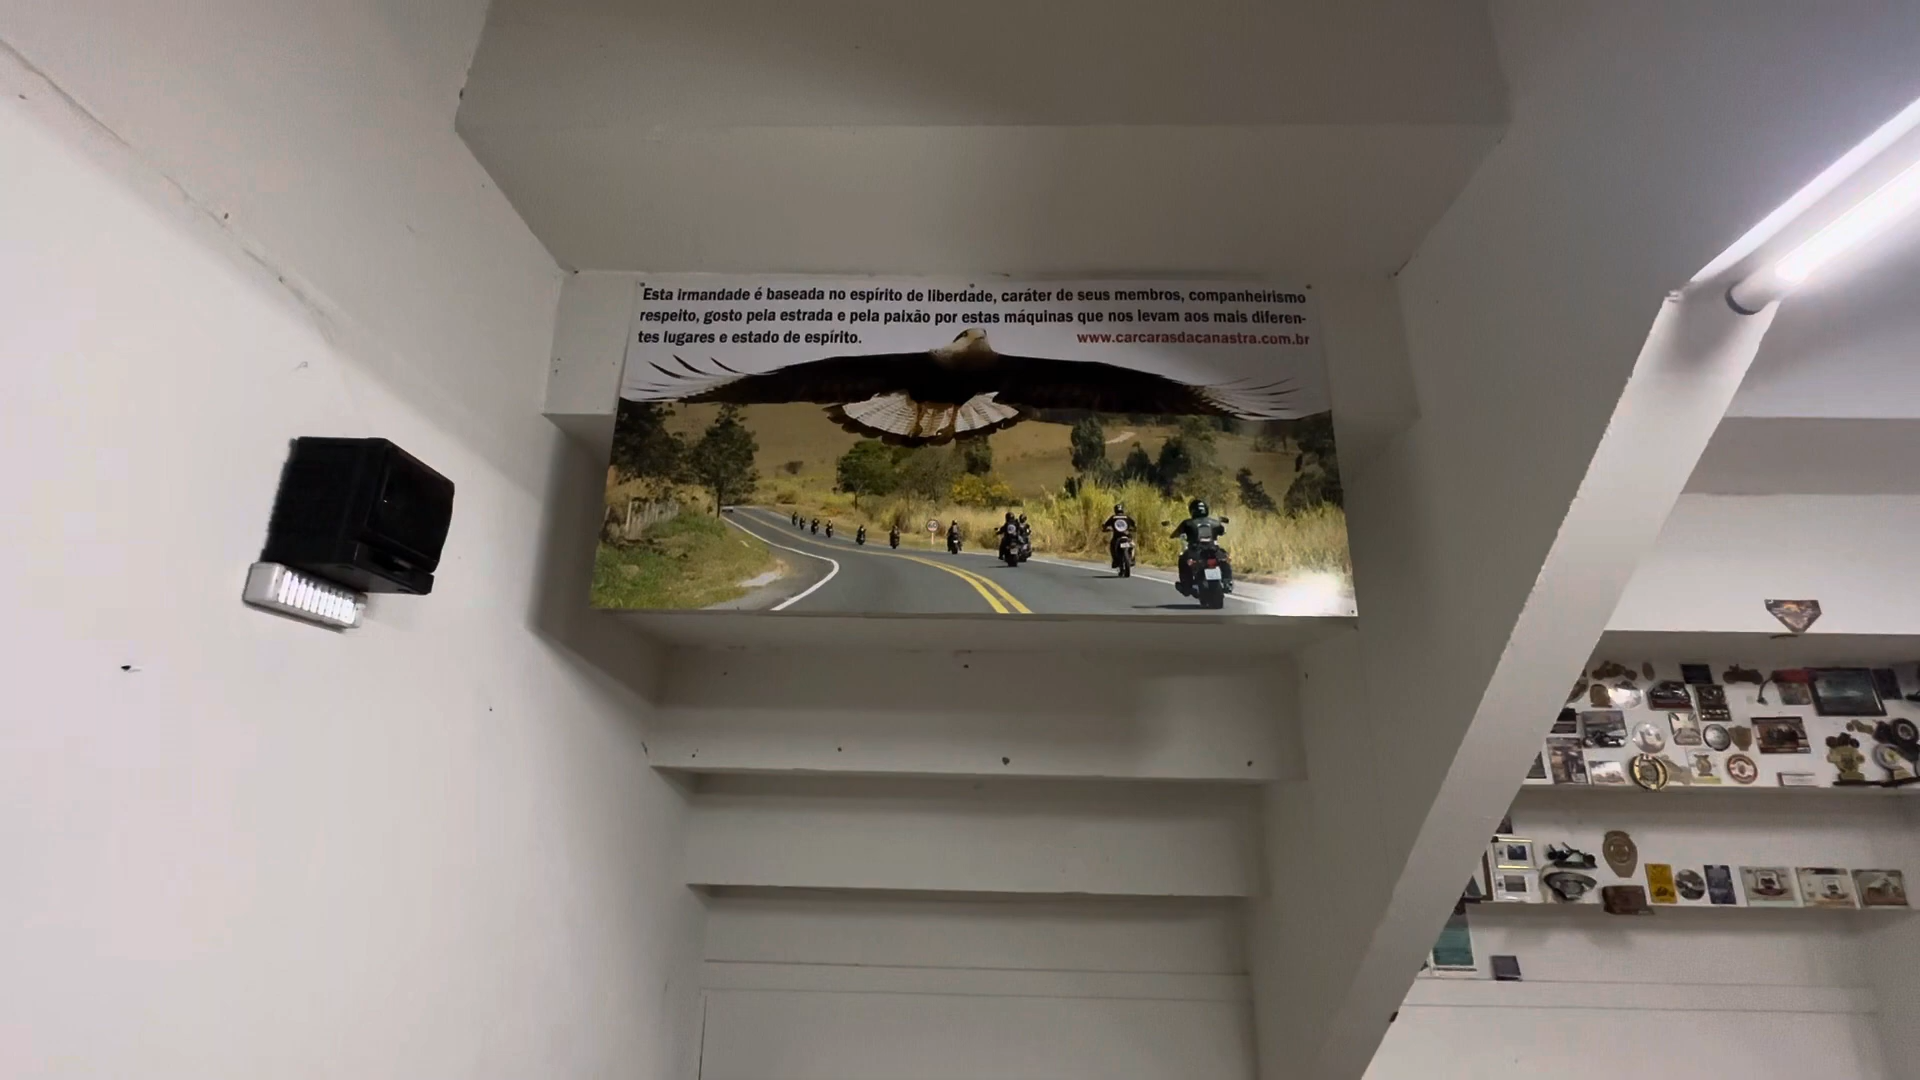 Esta irmandade é baseada no espírito de liberdade, caráter de seus membros, companheirismo
respeito, gosto pela estrada e pela paixão por estas máquinas que nos levam aos mais diferen-
tes lugares e estado de espírito.
www.carcarasdacanastra.com.br